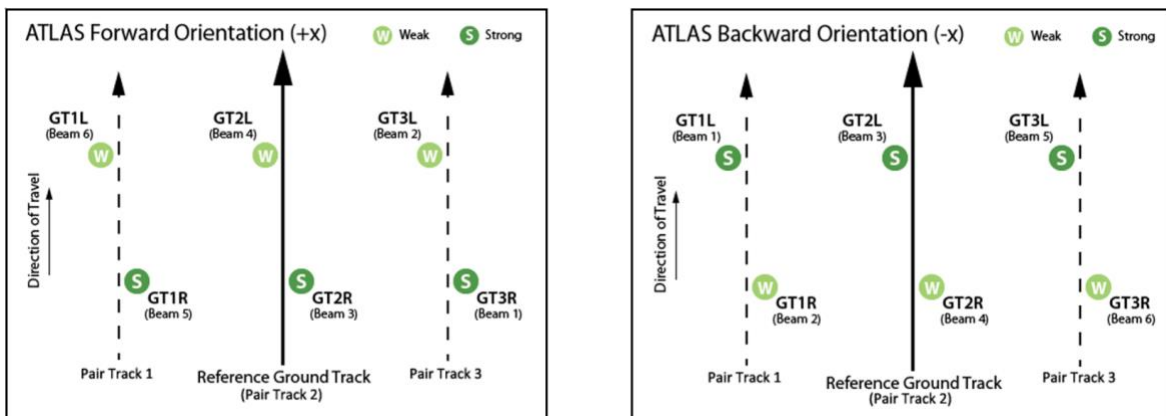 ATLAS Forward Orientation (+x)
W Weak
S Strong
GT1L
(Beam 6)
W
GT2L
(Beam 4)
W
GT3L
(Beam 2)
W
Direction of Travel
S
GT1R
(Beam 5)
S
GT2R
(Beam 3)
S
GT3R
(Beam 1)
Pair Track 1
Reference Ground Track
(Pair Track 2)
Pair Track 3
ATLAS Backward Orientation (-x)
W Weak
S Strong
GT1L
(Beam 1)
S
GT2L
(Beam 3)
S
GT3L
(Beam 5)
S
Direction of Travel
W
GT1R
(Beam 2)
W
GT2R
(Beam 4)
W
GT3R
(Beam 6)
Pair Track 1
Reference Ground Track
(Pair Track 2)
Pair Track 3